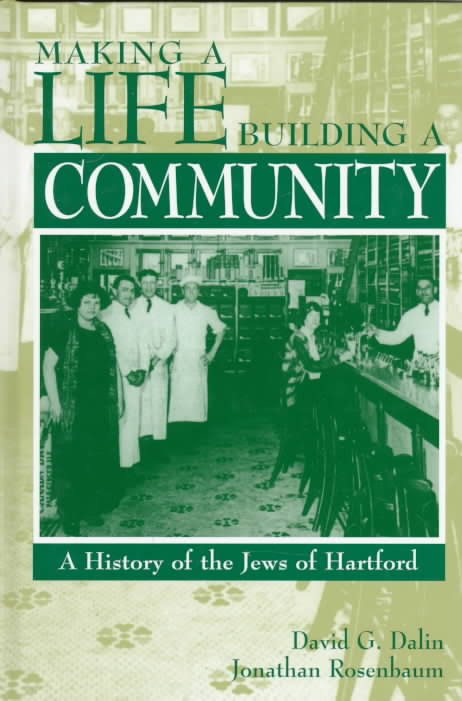 MAKING A
LIFE
BUILDING A
COMMUNITY
A History of the Jews of Hartford
David G. Dalin
Jonathan Rosenbaum